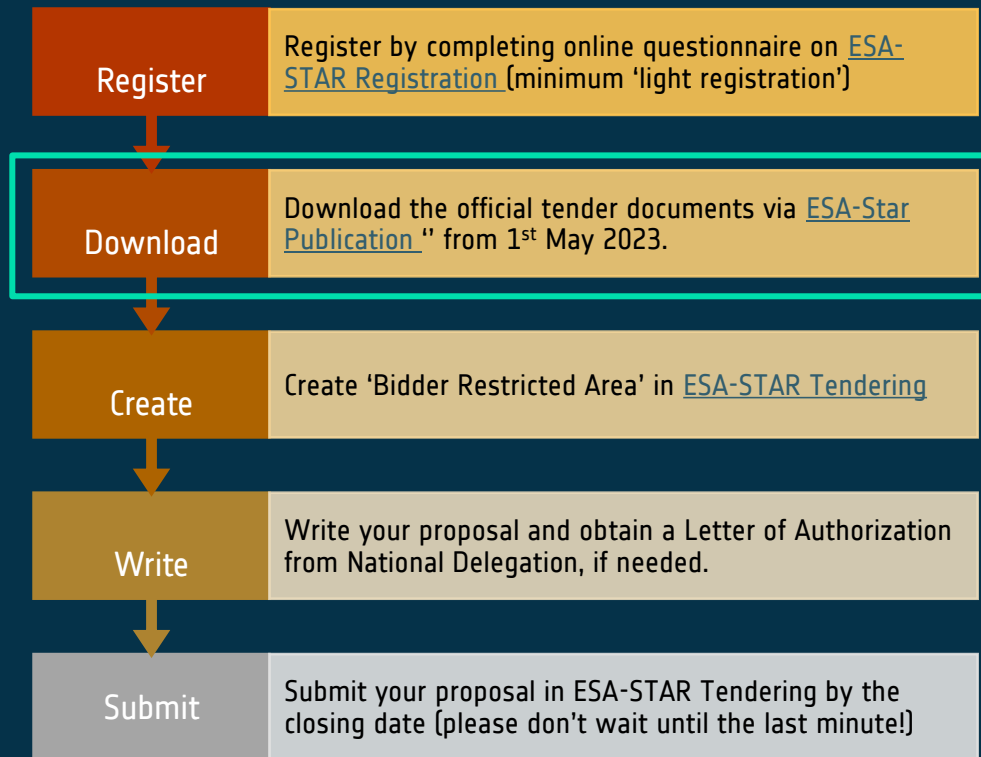 Register
Register by completing online questionnaire on ESA-
STAR Registration (minimum ‘light registration’)
Download
Download the official tender documents via ESA-Star
Publication “ from 1st May 2023.
Create
Create ‘Bidder Restricted Area’ in ESA-STAR Tendering
Write
Write your proposal and obtain a Letter of Authorization
from National Delegation, if needed.
Submit
Submit your proposal in ESA-STAR Tendering by the
closing date (please don’t wait until the last minute!)